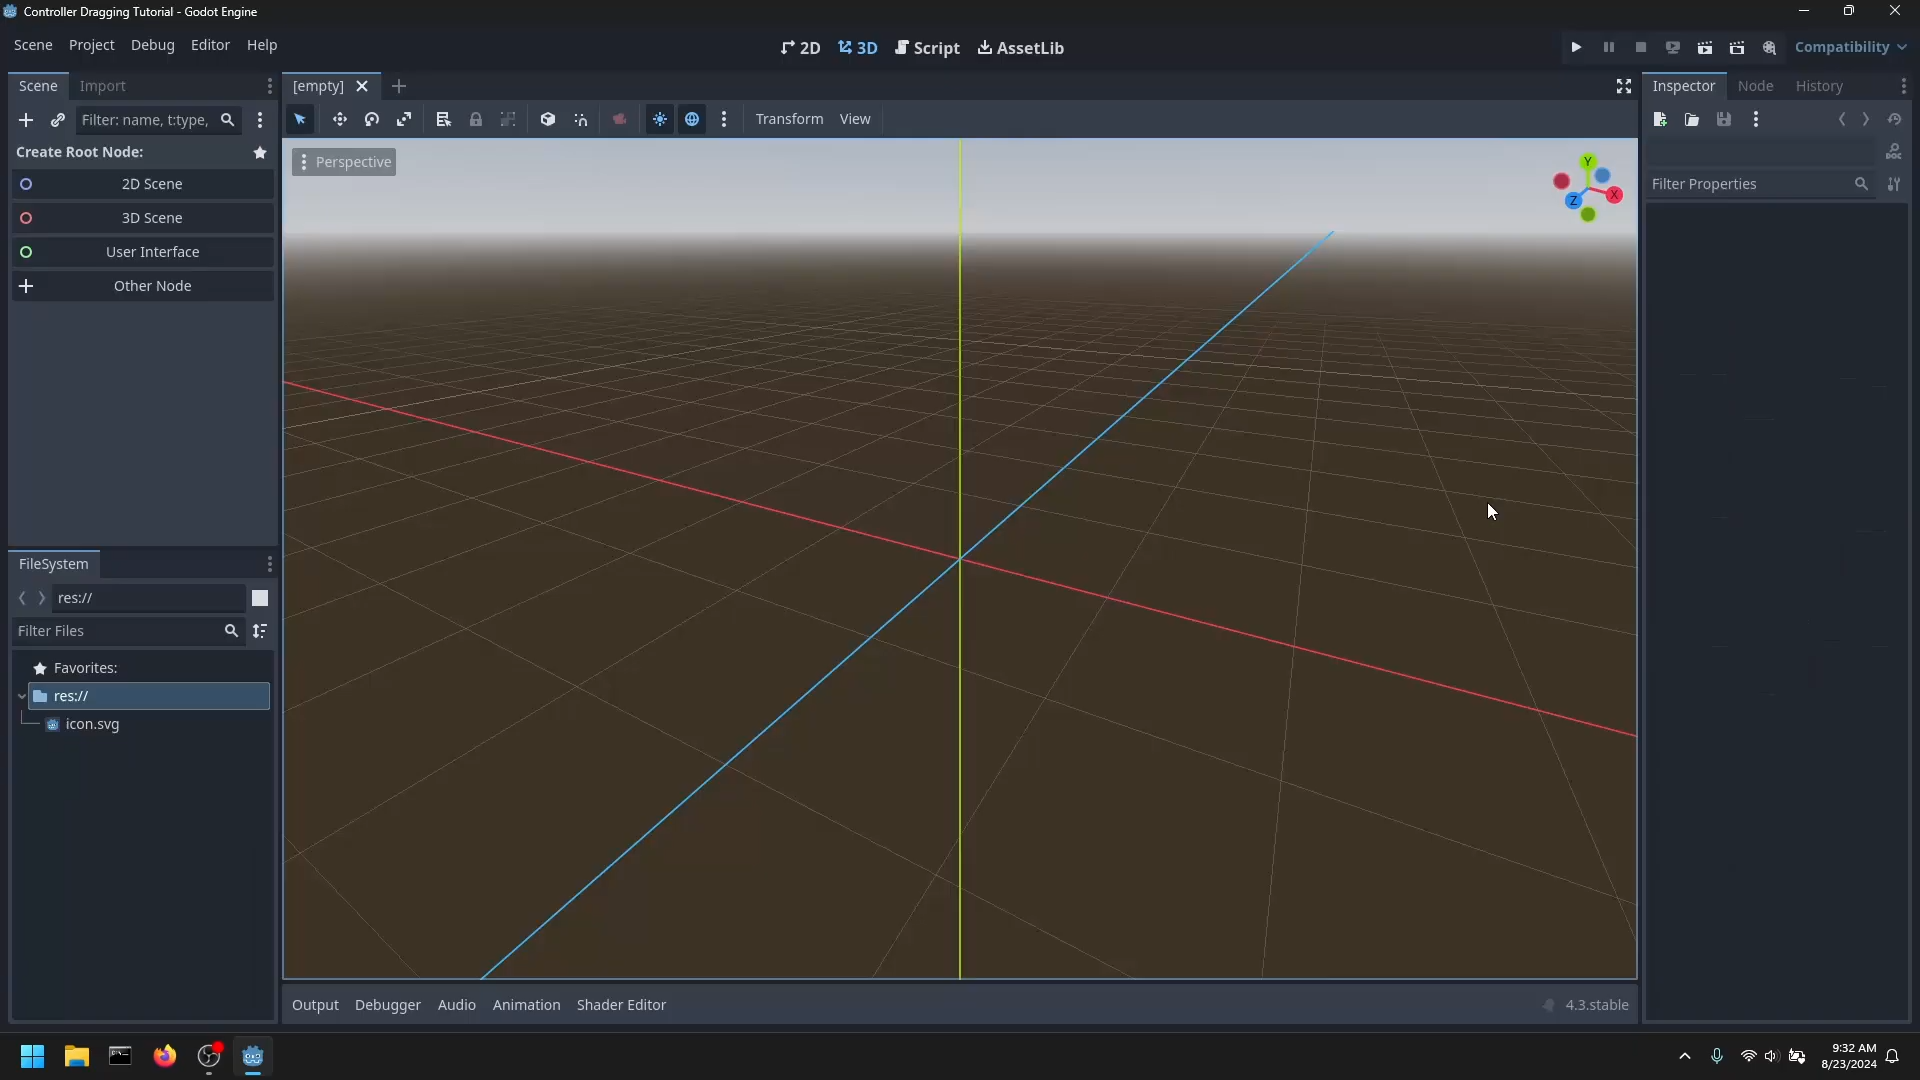 Controller Dragging Tutorial - Godot Engine
Scene Project Debug Editor Help
2D 3D Script AssetLib
Compatibility
Scene Import
[empty]
Inspector Node History
Filter: name, t:type,
Transform View
Create Root Node:
Perspective
Y
X
Z
DOC
2D Scene
Filter Properties
3D Scene
User Interface
Other Node
FileSystem
res://
Filter Files
Favorites:
res://
icon.svg
Output Debugger Audio Animation Shader Editor
4.3.stable
9:32 AM
8/23/2024